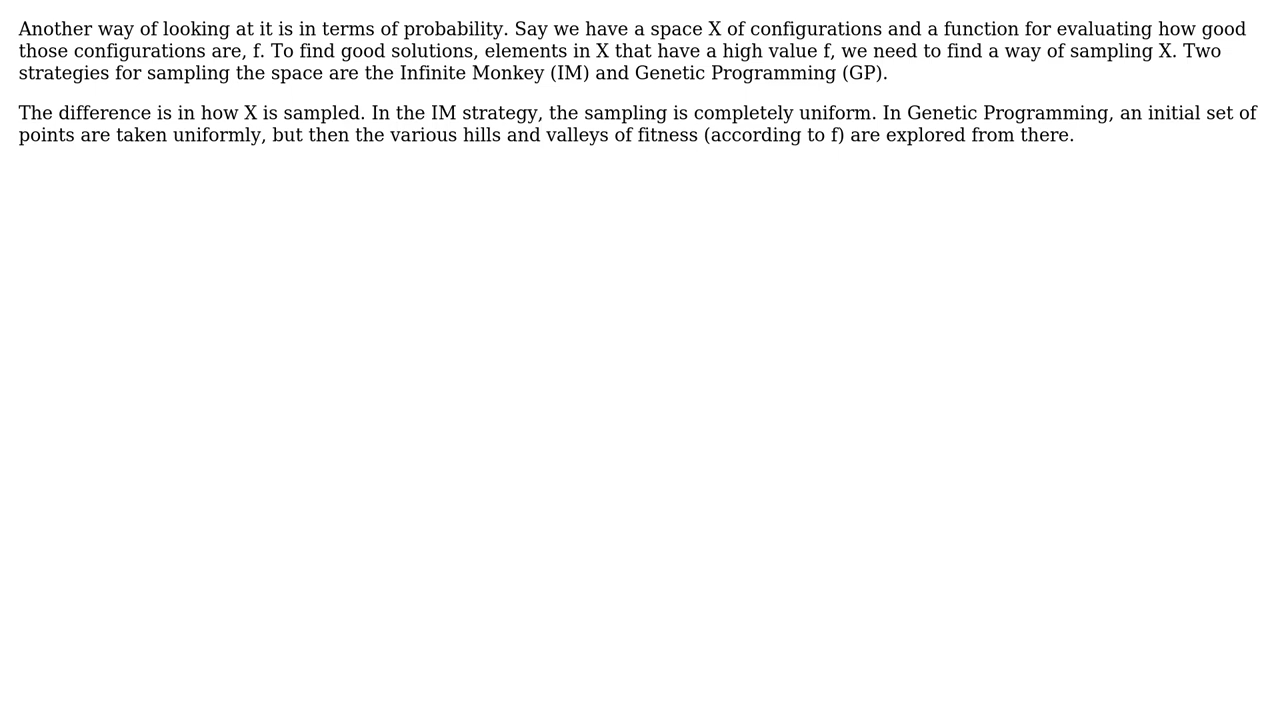 Another way of looking at it is in terms of probability. Say we have a space X of configurations and a function for evaluating how good
those configurations are, f. To find good solutions, elements in X that have a high value f, we need to find a way of sampling X. Two
strategies for sampling the space are the Infinite Monkey (IM) and Genetic Programming (GP).
The difference is in how X is sampled. In the IM strategy, the sampling is completely uniform. In Genetic Programming, an initial set of
points are taken uniformly, but then the various hills and valleys of fitness (according to f) are explored from there.